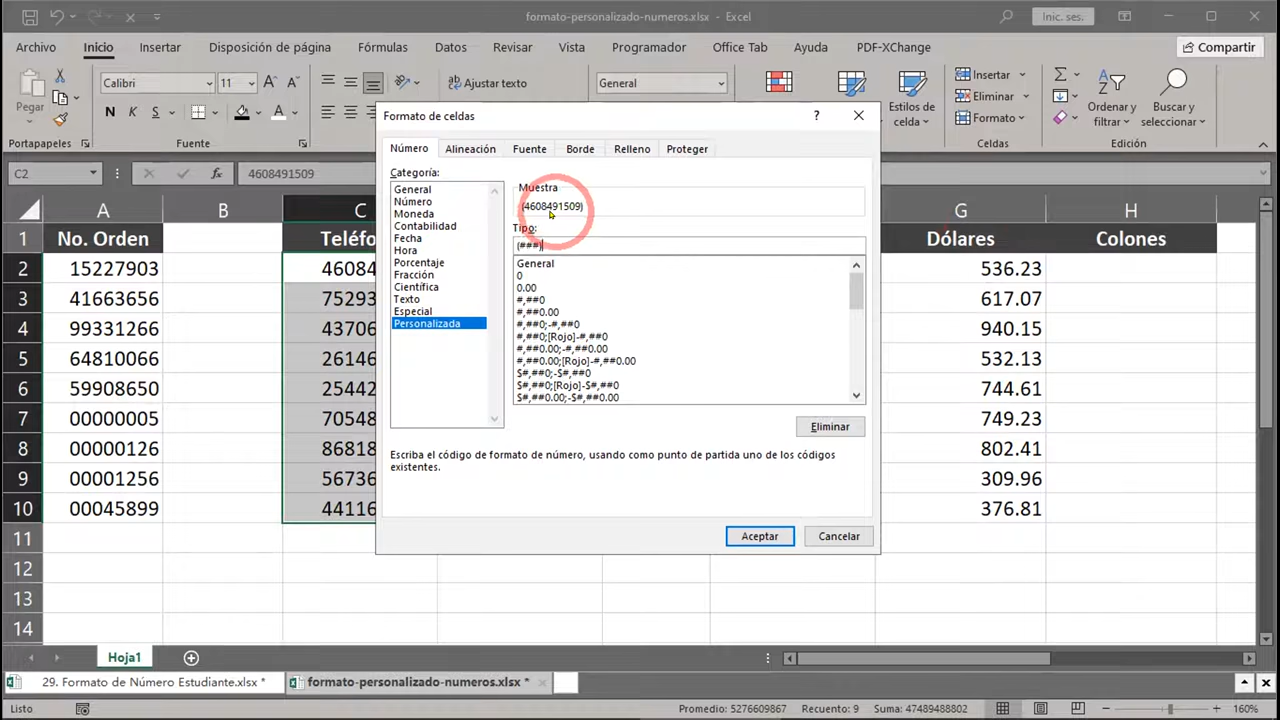 formato-personalizado-numeros.xlsx - Excel
Inic. ses.
Archivo Inicio Insertar Disposición de página Fórmulas Datos Revisar Vista Programador Office Tab Ayuda PDF-XChange Compartir
Pegar
Calibri 11
N K S
Ajustar texto
General
Estilos de celda
Insertar
Eliminar
Formato
Ordenar y filtrar
Buscar y seleccionar
Portapapeles Fuente Celdas Edición
C2 fx 4608491509
Formato de celdas ?
Número Alineación Fuente Borde Relleno Proteger
Categoría:
General
Número
Moneda
Contabilidad
Fecha
Hora
Porcentaje
Fracción
Científica
Texto
Especial
Personalizada
Muestra
(4608491509)
Tipo:
(###)
General
0
0.00
#,##0
#,##0.00
#,##0;-#,##0
#,##0;[Rojo]-#,##0
#,##0.00;-#,##0.00
#,##0.00;[Rojo]-#,##0.00
$#,##0;-$#,##0
$#,##0;[Rojo]-$#,##0
$#,##0.00;-$#,##0.00
Eliminar
Escriba el código de formato de número, usando como punto de partida uno de los códigos
existentes.
Aceptar Cancelar
A B C G H
1 No. Orden Teléfo Dólares Colones
2 15227903 46084 536.23
3 41663656 75293 617.07
4 99331266 43706 940.15
5 64810066 26146 532.13
6 59908650 25442 744.61
7 00000005 70548 749.23
8 00000126 86818 802.41
9 00001256 56736 309.96
10 00045899 44116 376.81
11
12
13
14
Hoja1
29. Formato de Número Estudiante.xlsx * formato-personalizado-numeros.xlsx *
Listo Promedio: 5276609867 Recuento: 9 Suma: 47489488802 160%